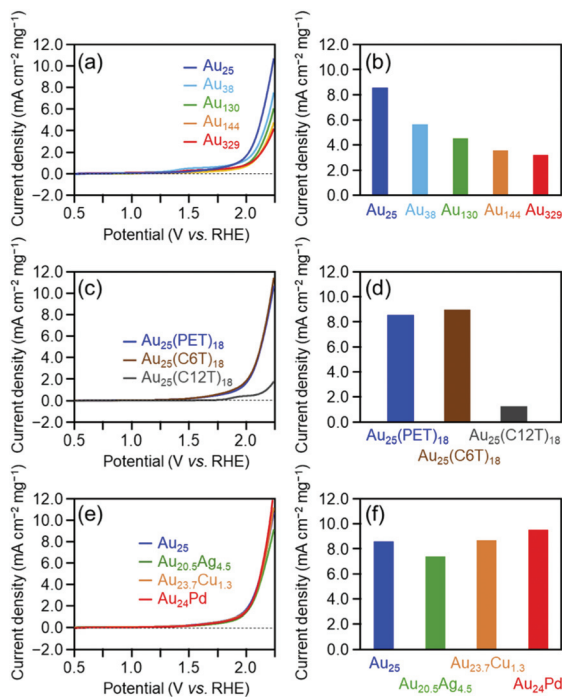 (a)
Current density (mA cm⁻² mg⁻¹)
12.0
10.0
8.0
6.0
4.0
2.0
0.0
−2.0
Au₂₅
Au₃₈
Au₁₃₀
Au₁₄₄
Au₃₂₉
0.5 1.0 1.5 2.0
Potential (V vs. RHE)
(b)
Current density (mA cm⁻² mg⁻¹)
12.0
10.0
8.0
6.0
4.0
2.0
0.0
Au₂₅ Au₃₈ Au₁₃₀ Au₁₄₄ Au₃₂₉
(c)
Current density (mA cm⁻² mg⁻¹)
12.0
10.0
8.0
6.0
4.0
2.0
0.0
−2.0
Au₂₅(PET)₁₈
Au₂₅(C6T)₁₈
Au₂₅(C12T)₁₈
0.5 1.0 1.5 2.0
Potential (V vs. RHE)
(d)
Current density (mA cm⁻² mg⁻¹)
12.0
10.0
8.0
6.0
4.0
2.0
0.0
Au₂₅(PET)₁₈ Au₂₅(C12T)₁₈
Au₂₅(C6T)₁₈
(e)
Current density (mA cm⁻² mg⁻¹)
12.0
10.0
8.0
6.0
4.0
2.0
0.0
−2.0
Au₂₅
Au₂₀.₅Ag₄.₅
Au₂₃.₇Cu₁.₃
Au₂₄Pd
0.5 1.0 1.5 2.0
Potential (V vs. RHE)
(f)
Current density (mA cm⁻² mg⁻¹)
12.0
10.0
8.0
6.0
4.0
2.0
0.0
Au₂₅ Au₂₃.₇Cu₁.₃
Au₂₀.₅Ag₄.₅ Au₂₄Pd